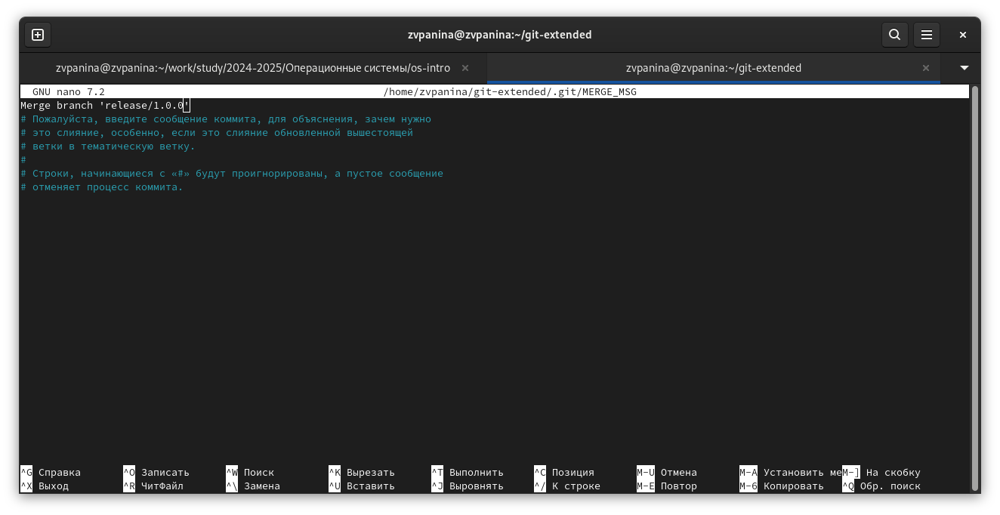 zvpanina@zvpanina:~/git-extended
zvpanina@zvpanina:~/work/study/2024-2025/Операционные системы/os-intro
zvpanina@zvpanina:~/git-extended
GNU nano 7.2 /home/zvpanina/git-extended/.git/MERGE_MSG
Merge branch 'release/1.0.0'
# Пожалуйста, введите сообщение коммита, для объяснения, зачем нужно
# это слияние, особенно, если это слияние обновленной вышестоящей
# ветки в тематическую ветку.
#
# Строки, начинающиеся с «#» будут проигнорированы, а пустое сообщение
# отменяет процесс коммита.
^G Справка ^O Записать ^W Поиск ^K Вырезать ^T Выполнить ^C Позиция M-U Отмена M-A Установить меM-] На скобку
^X Выход ^R ЧитФайл ^\ Замена ^U Вставить ^J Выровнять ^/ К строке M-E Повтор M-6 Копировать ^Q Обр. поиск